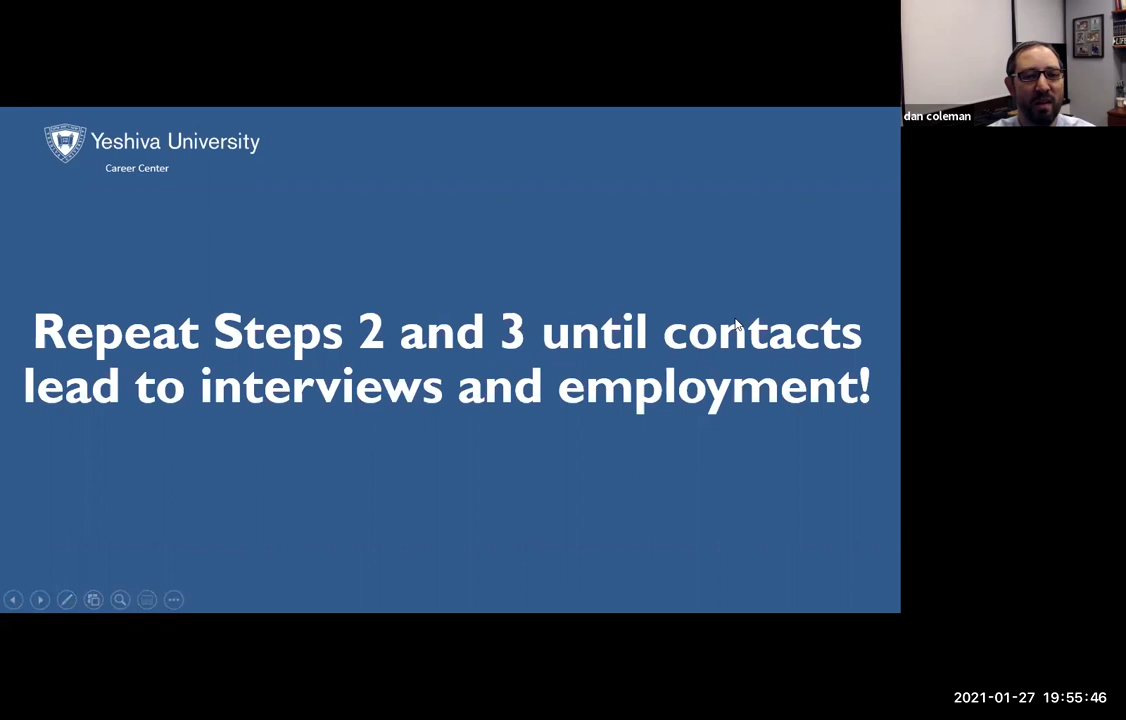 Yeshiva University
Career Center
Repeat Steps 2 and 3 until contacts
lead to interviews and employment!
dan coleman
2021-01-27 19:55:46